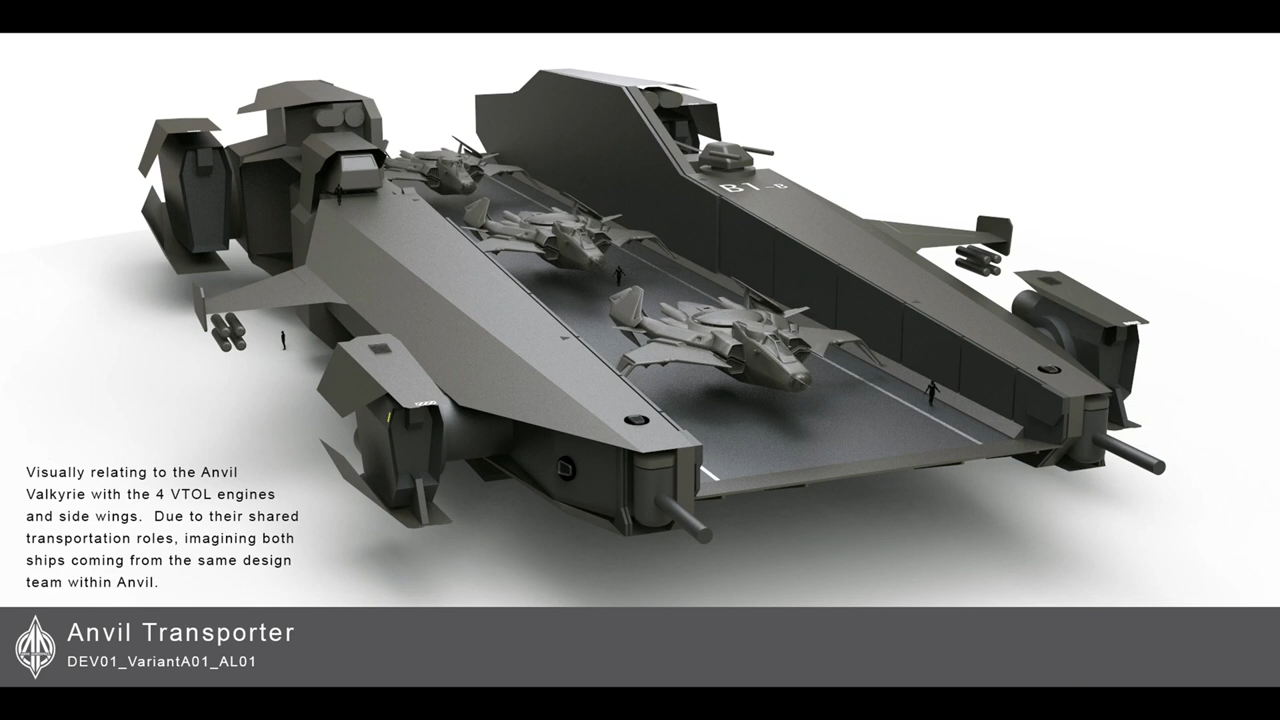 B1-B
Visually relating to the Anvil
Valkyrie with the 4 VTOL engines
and side wings.  Due to their shared
transportation roles, imagining both
ships coming from the same design
team within Anvil.
Anvil Transporter
DEV01_VariantA01_AL01